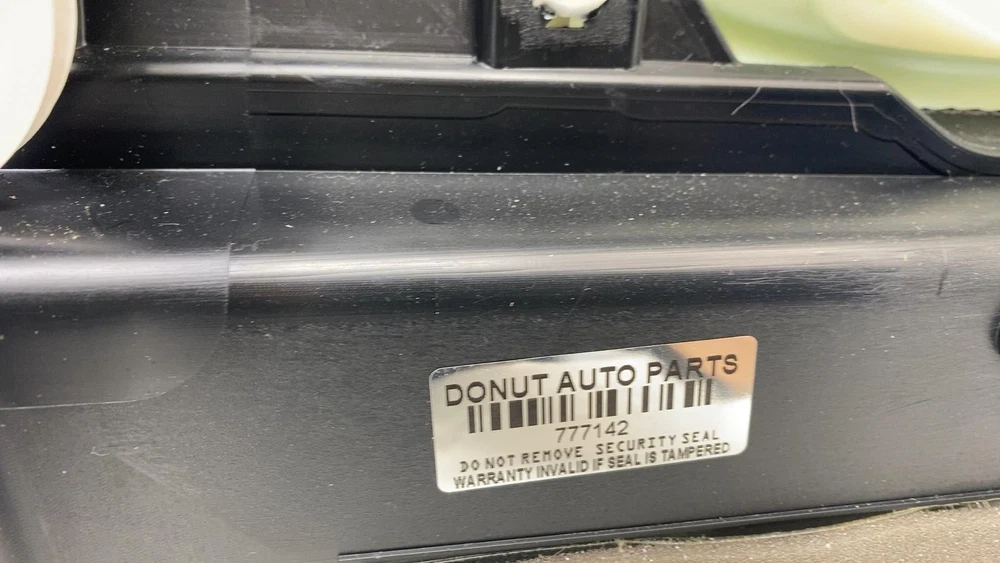 DONUT AUTO PARTS
777142
DO NOT REMOVE SECURITY SEAL
WARRANTY INVALID IF SEAL IS TAMPERED